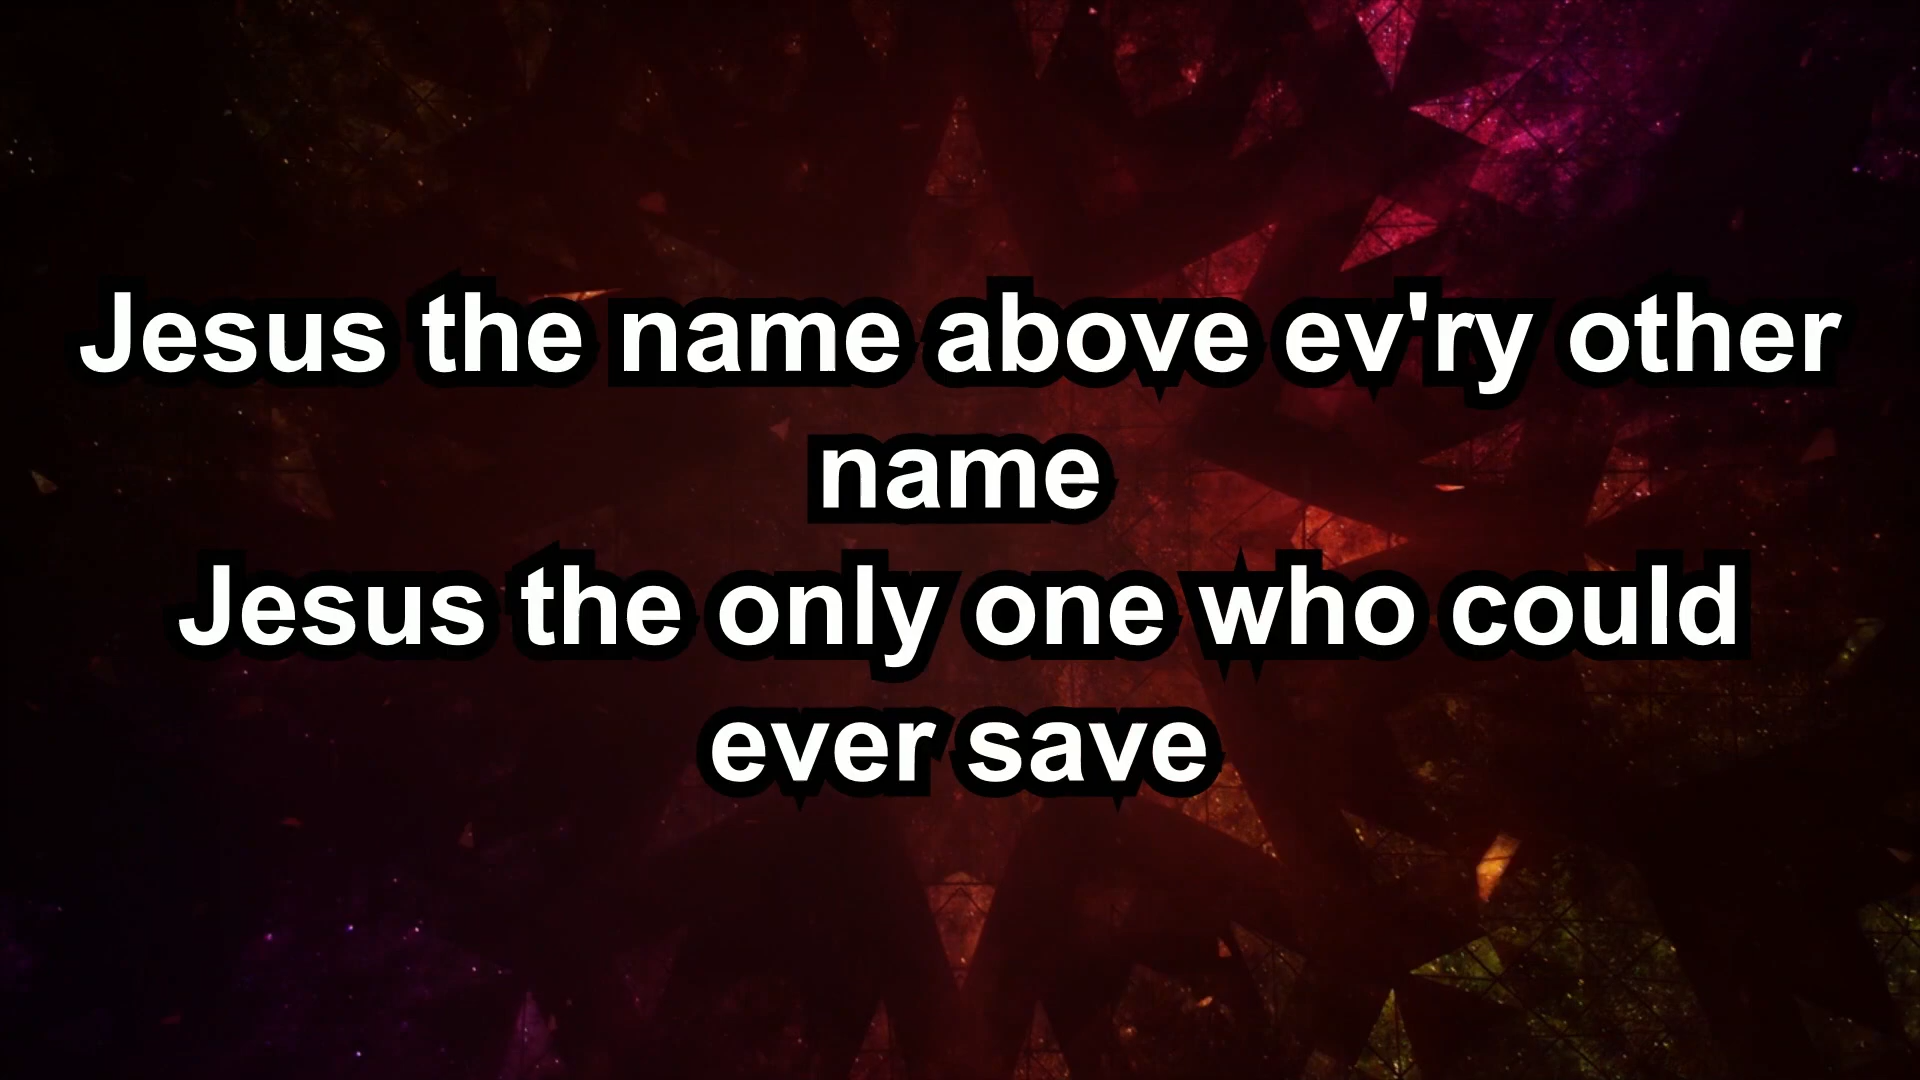 Jesus the name above ev'ry other
name
Jesus the only one who could
ever save